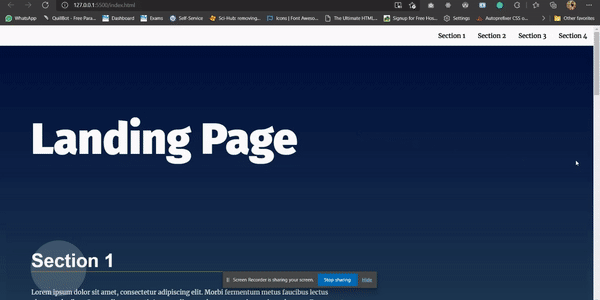 127.0.0.1:5500/index.html
WhatsApp
QuillBot - Free Para...
Dashboard
Exams
Self-Service
Sci-Hub: removing...
Icons | Font Aweso...
The Ultimate HTML...
Signup for Free Hos...
Settings
Autoprefixer CSS o...
Other favorites
Section 1 Section 2 Section 3 Section 4
Landing Page
Section 1
Screen Recorder is sharing your screen. Stop sharing Hide
Lorem ipsum dolor sit amet, consectetur adipiscing elit. Morbi fermentum metus faucibus lectus